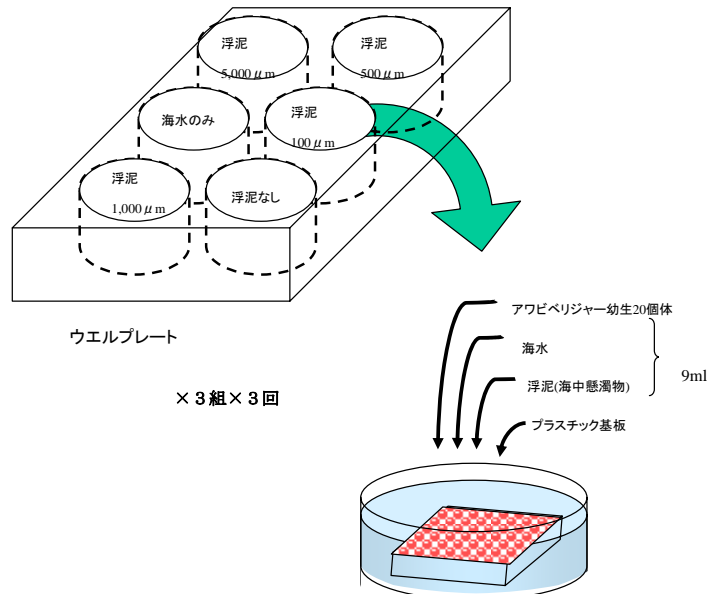 浮泥
5,000μm
浮泥
500μm
海水のみ
浮泥
100μm
浮泥
1,000μm
浮泥なし
ウエルプレート
×3組×3回
アワビベリジャー幼生20個体
海水
浮泥(海中懸濁物)
プラスチック基板
9ml